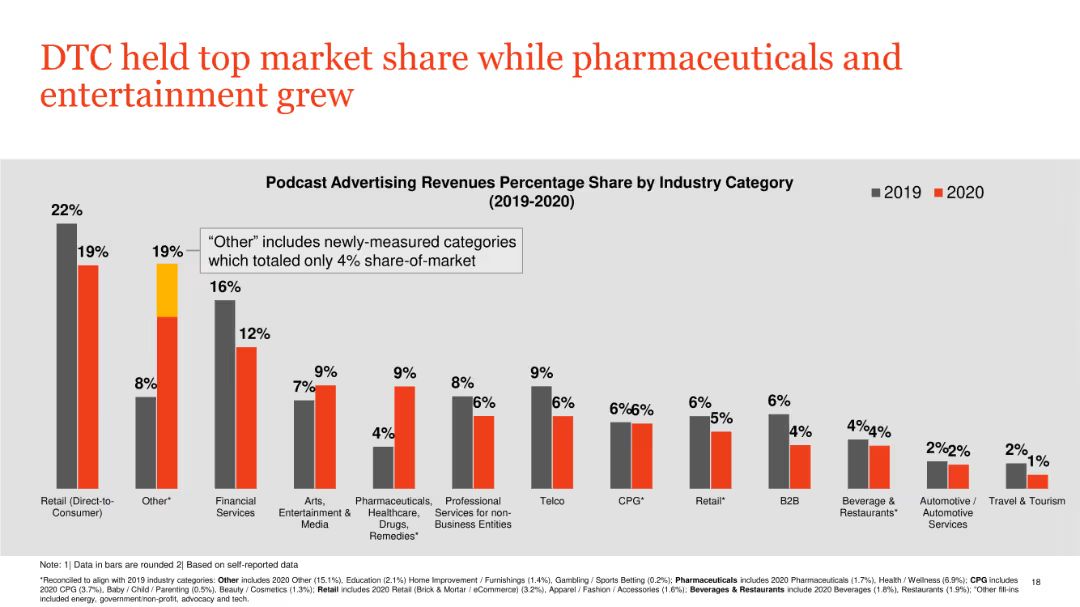 DTC held top market share while pharmaceuticals and
entertainment grew
Podcast Advertising Revenues Percentage Share by Industry Category
(2019-2020)
2019 2020
22%
19%
19%
"Other" includes newly-measured categories
which totaled only 4% share-of-market
8%
16%
12%
7%
9%
4%
9%
8%
6%
9%
6%
6%
6%
6%
5%
6%
4%
4%
4%
2%
2%
2%
1%
Retail (Direct-to-
Consumer)
Other*
Financial
Services
Arts,
Entertainment &
Media
Pharmaceuticals,
Healthcare,
Drugs,
Remedies*
Professional
Services for non-
Business Entities
Telco
CPG*
Retail*
B2B
Beverage &
Restaurants*
Automotive /
Automotive
Services
Travel & Tourism
Note: 1| Data in bars are rounded 2| Based on self-reported data
*Reconciled to align with 2019 industry categories: Other includes 2020 Other (15.1%), Education (2.1%) Home Improvement / Furnishings (1.4%), Gambling / Sports Betting (0.2%); Pharmaceuticals includes 2020 Pharmaceuticals (1.7%), Health / Wellness (6.9%); CPG includes
2020 CPG (3.7%), Baby / Child / Parenting (0.5%). Beauty / Cosmetics (1.3%); Retail includes 2020 Retail (Brick & Mortar / eCommerce) (3.2%), Apparel / Fashion / Accessories (1.6%); Beverages & Restaurants include 2020 Beverages (1.8%), Restaurants (1.9%). "Other fill-ins
included energy, government/non-profit, advocacy and tech.
18